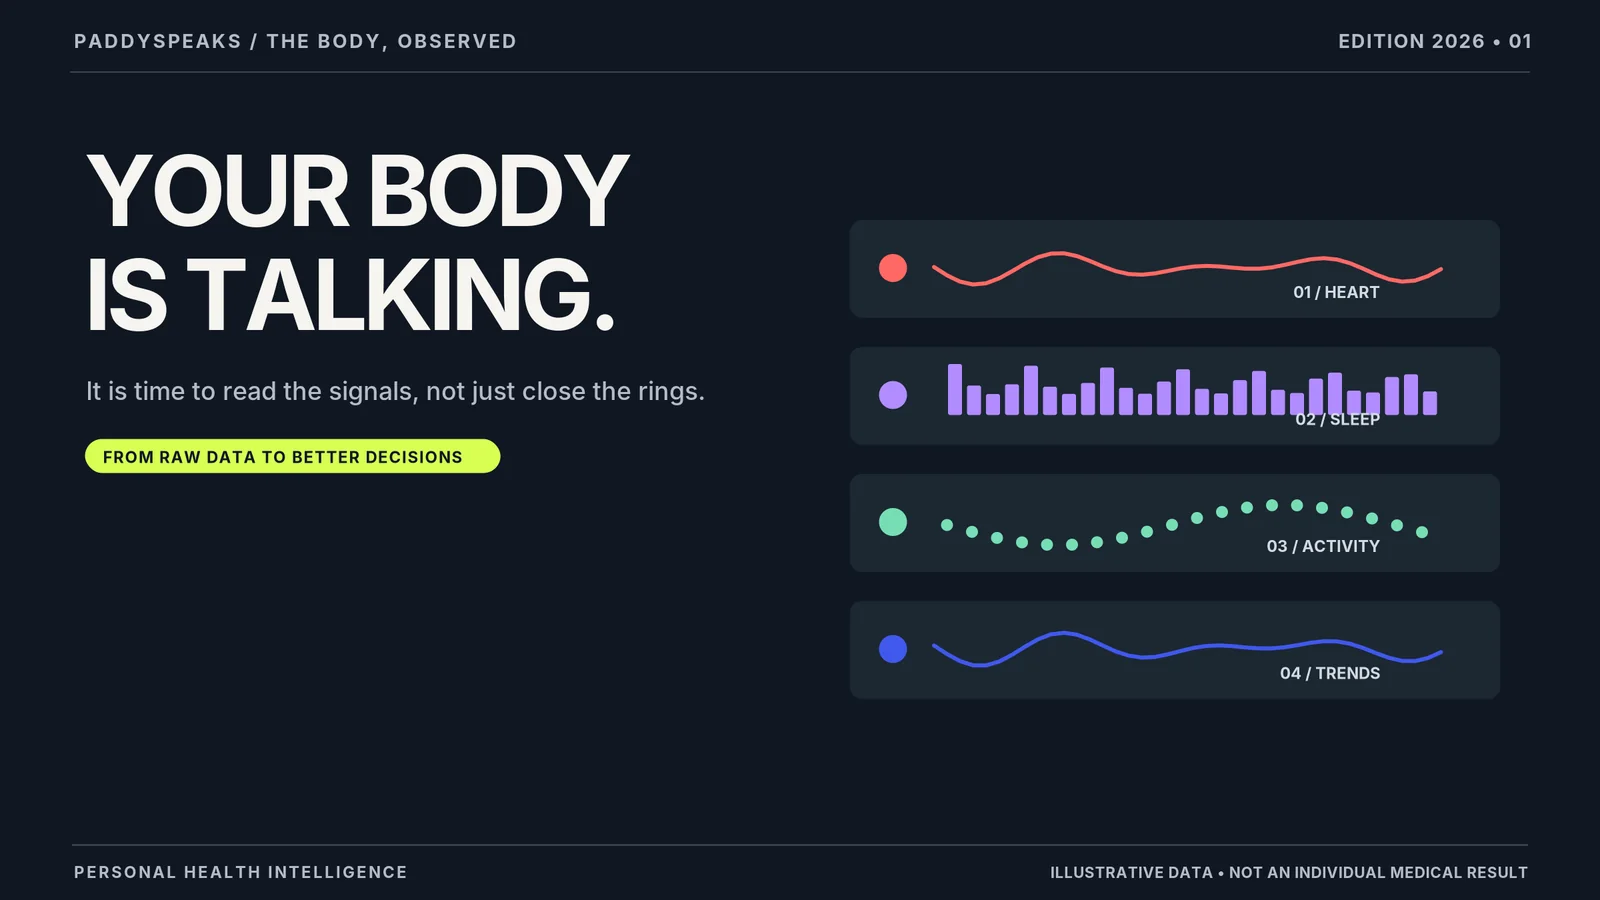 PADDYSPEAKS / THE BODY, OBSERVED
EDITION 2026 • 01
YOUR BODY
IS TALKING.
It is time to read the signals, not just close the rings.
FROM RAW DATA TO BETTER DECISIONS
01 / HEART
02 / SLEEP
03 / ACTIVITY
04 / TRENDS
PERSONAL HEALTH INTELLIGENCE
ILLUSTRATIVE DATA • NOT AN INDIVIDUAL MEDICAL RESULT